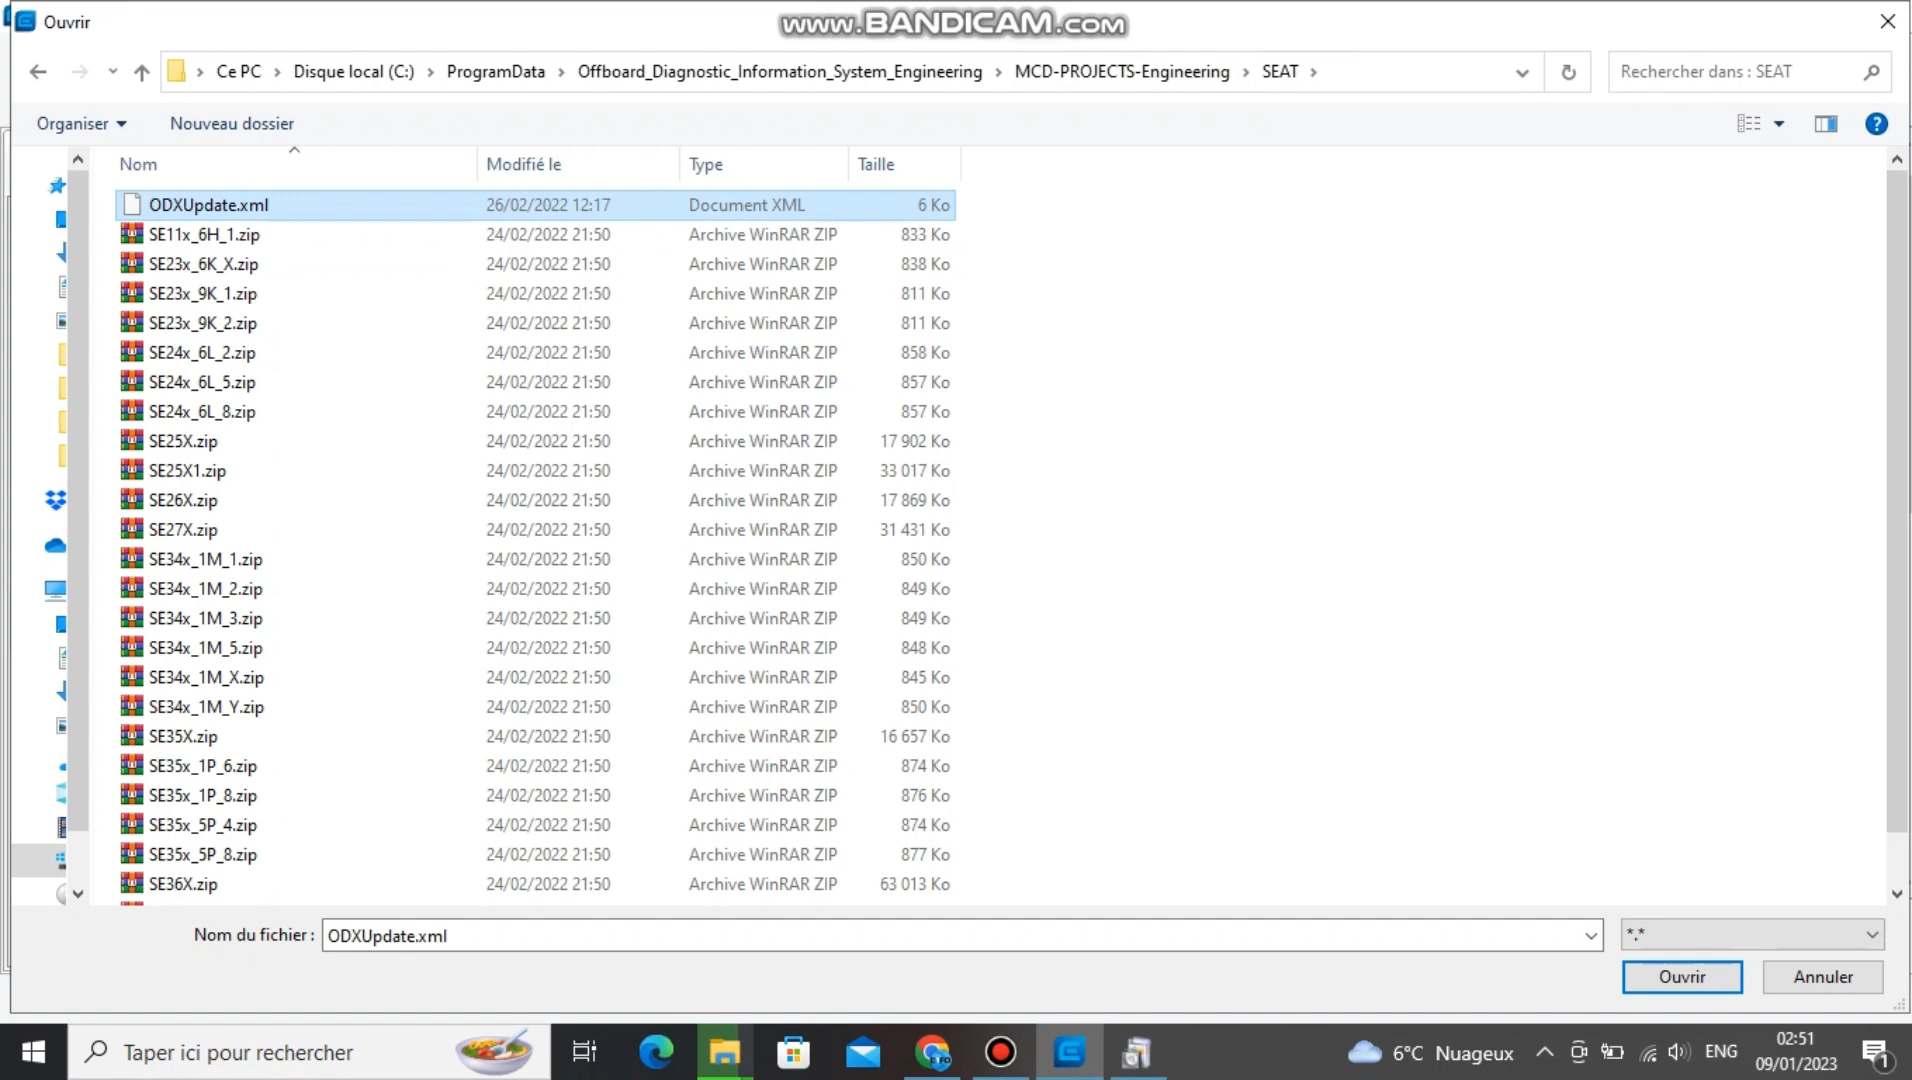 Ouvrir
www.BANDICAM.com
Ce PC > Disque local (C:) > ProgramData > Offboard_Diagnostic_Information_System_Engineering > MCD-PROJECTS-Engineering > SEAT >
Rechercher dans : SEAT
Organiser
Nouveau dossier
?
Nom Modifié le Type Taille
ODXUpdate.xml 26/02/2022 12:17 Document XML 6 Ko
SE11x_6H_1.zip 24/02/2022 21:50 Archive WinRAR ZIP 833 Ko
SE23x_6K_X.zip 24/02/2022 21:50 Archive WinRAR ZIP 838 Ko
SE23x_9K_1.zip 24/02/2022 21:50 Archive WinRAR ZIP 811 Ko
SE23x_9K_2.zip 24/02/2022 21:50 Archive WinRAR ZIP 811 Ko
SE24x_6L_2.zip 24/02/2022 21:50 Archive WinRAR ZIP 858 Ko
SE24x_6L_5.zip 24/02/2022 21:50 Archive WinRAR ZIP 857 Ko
SE24x_6L_8.zip 24/02/2022 21:50 Archive WinRAR ZIP 857 Ko
SE25X.zip 24/02/2022 21:50 Archive WinRAR ZIP 17 902 Ko
SE25X1.zip 24/02/2022 21:50 Archive WinRAR ZIP 33 017 Ko
SE26X.zip 24/02/2022 21:50 Archive WinRAR ZIP 17 869 Ko
SE27X.zip 24/02/2022 21:50 Archive WinRAR ZIP 31 431 Ko
SE34x_1M_1.zip 24/02/2022 21:50 Archive WinRAR ZIP 850 Ko
SE34x_1M_2.zip 24/02/2022 21:50 Archive WinRAR ZIP 849 Ko
SE34x_1M_3.zip 24/02/2022 21:50 Archive WinRAR ZIP 849 Ko
SE34x_1M_5.zip 24/02/2022 21:50 Archive WinRAR ZIP 848 Ko
SE34x_1M_X.zip 24/02/2022 21:50 Archive WinRAR ZIP 845 Ko
SE34x_1M_Y.zip 24/02/2022 21:50 Archive WinRAR ZIP 850 Ko
SE35X.zip 24/02/2022 21:50 Archive WinRAR ZIP 16 657 Ko
SE35x_1P_6.zip 24/02/2022 21:50 Archive WinRAR ZIP 874 Ko
SE35x_1P_8.zip 24/02/2022 21:50 Archive WinRAR ZIP 876 Ko
SE35x_5P_4.zip 24/02/2022 21:50 Archive WinRAR ZIP 874 Ko
SE35x_5P_8.zip 24/02/2022 21:50 Archive WinRAR ZIP 877 Ko
SE36X.zip 24/02/2022 21:50 Archive WinRAR ZIP 63 013 Ko
Nom du fichier : ODXUpdate.xml *.*
Ouvrir Annuler
Taper ici pour rechercher
6°C Nuageux
ENG
02:51
09/01/2023
1